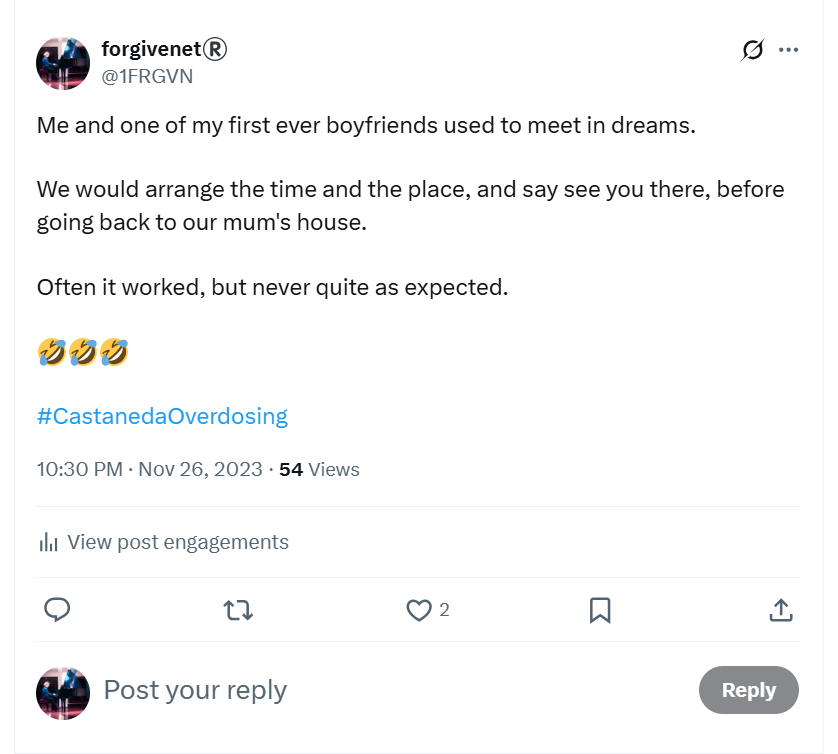 forgivenet®
@1FRGVN
Me and one of my first ever boyfriends used to meet in dreams.
We would arrange the time and the place, and say see you there, before
going back to our mum's house.
Often it worked, but never quite as expected.
🤣🤣🤣
#CastanedaOverdosing
10:30 PM · Nov 26, 2023 · 54 Views
View post engagements
2
Post your reply
Reply